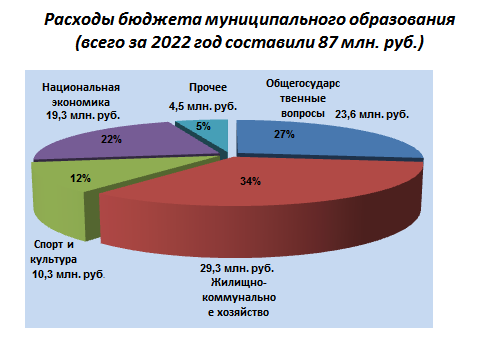 Расходы бюджета муниципального образования
(всего за 2022 год составили 87 млн. руб.)
Национальная
экономика
19,3 млн. руб.
Прочее
4,5 млн. руб.
Общегосударс
твенные
вопросы
23,6 млн. руб.
5%
27%
22%
12%
34%
Спорт и
культура
10,3 млн. руб.
29,3 млн. руб.
Жилищно-
коммунально
е хозяйство